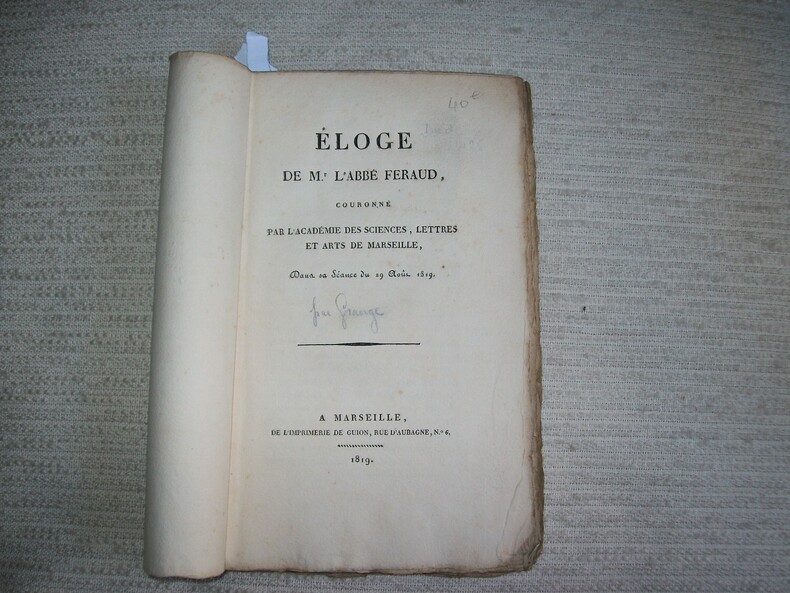 40€
ÉLOGE
DE M.r L'ABBÉ FERAUD,
COURONNÉ
PAR L'ACADÉMIE DES SCIENCES, LETTRES
ET ARTS DE MARSEILLE,
Dans sa Séance du 29 Août 1819.
par Grange
A MARSEILLE,
DE L'IMPRIMERIE DE GUION, RUE D'AUBAGNE, N.o 6,
1819.